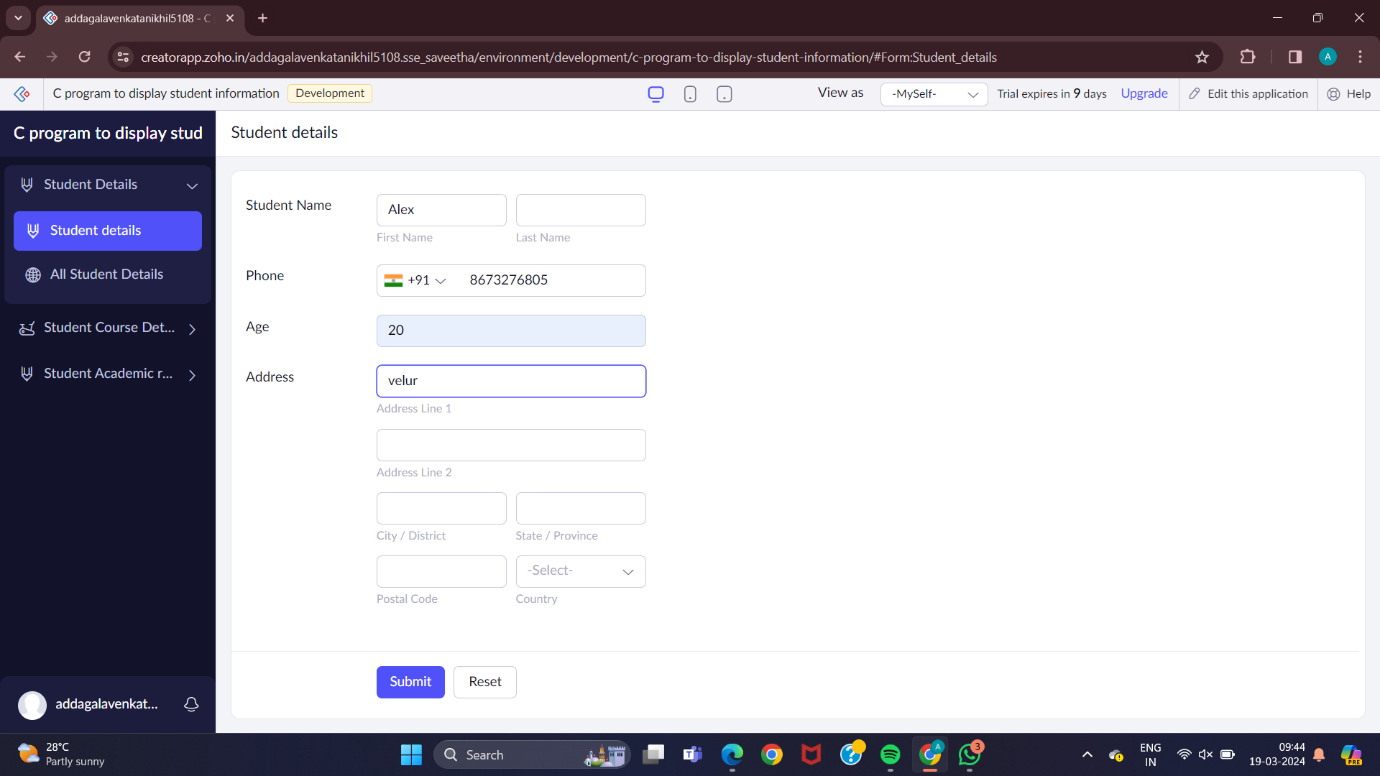 addagalavenkatanikhil5108 - C
creatorapp.zoho.in/addagalavenkatanikhil5108.sse_saveetha/environment/development/c-program-to-display-student-information/#Form:Student_details
A
C program to display student information Development View as -MySelf- Trial expires in 9 days Upgrade Edit this application Help
C program to display stud
Student details
Student Details
Student details
All Student Details
Student Course Det...
Student Academic r...
Student Name Alex
First Name Last Name
Phone +91 8673276805
Age 20
Address velur
Address Line 1
Address Line 2
City / District State / Province
-Select-
Postal Code Country
Submit Reset
addagalavenkat...
28°C
Partly sunny
Search
A
3
ENG
IN
09:44
19-03-2024
PRE